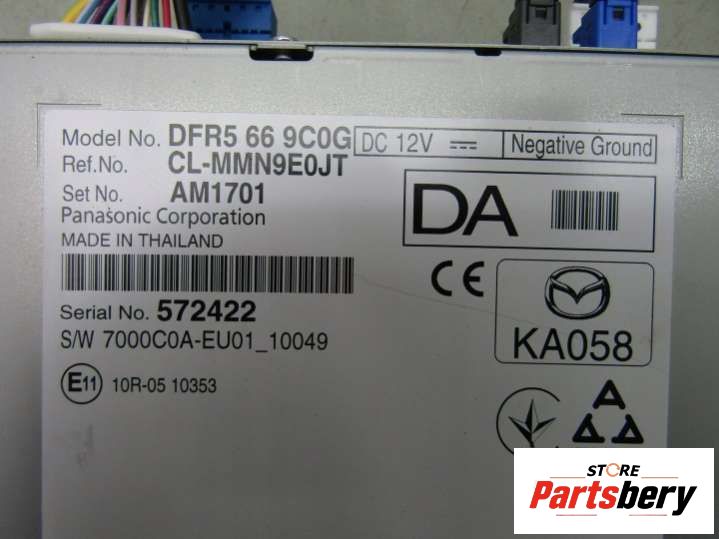 Model No. DFR5 66 9C0G DC 12V Negative Ground
Ref.No. CL-MMN9E0JT
Set No. AM1701
Panasonic Corporation
MADE IN THAILAND
DA
CE
Serial No. 572422
KA058
S/W 7000C0A-EU01_10049
E11 10R-05 10353
STORE
Partsbery